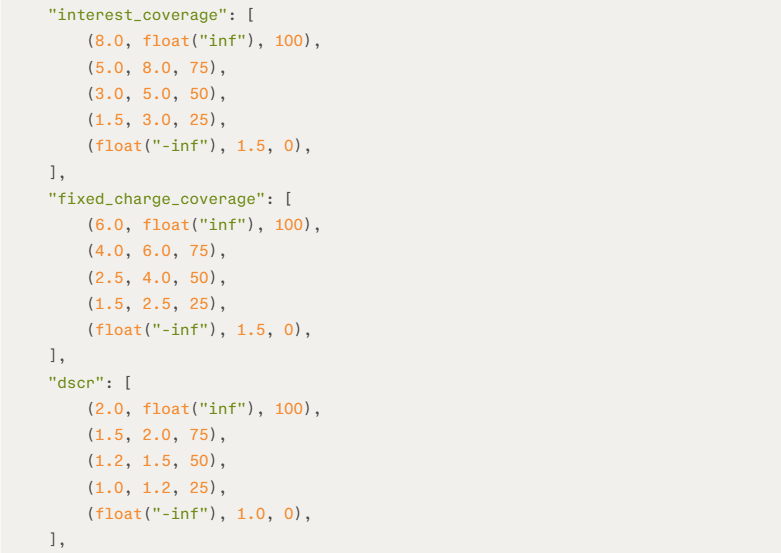 "interest_coverage": [
    (8.0, float("inf"), 100),
    (5.0, 8.0, 75),
    (3.0, 5.0, 50),
    (1.5, 3.0, 25),
    (float("-inf"), 1.5, 0),
],
"fixed_charge_coverage": [
    (6.0, float("inf"), 100),
    (4.0, 6.0, 75),
    (2.5, 4.0, 50),
    (1.5, 2.5, 25),
    (float("-inf"), 1.5, 0),
],
"dscr": [
    (2.0, float("inf"), 100),
    (1.5, 2.0, 75),
    (1.2, 1.5, 50),
    (1.0, 1.2, 25),
    (float("-inf"), 1.0, 0),
],